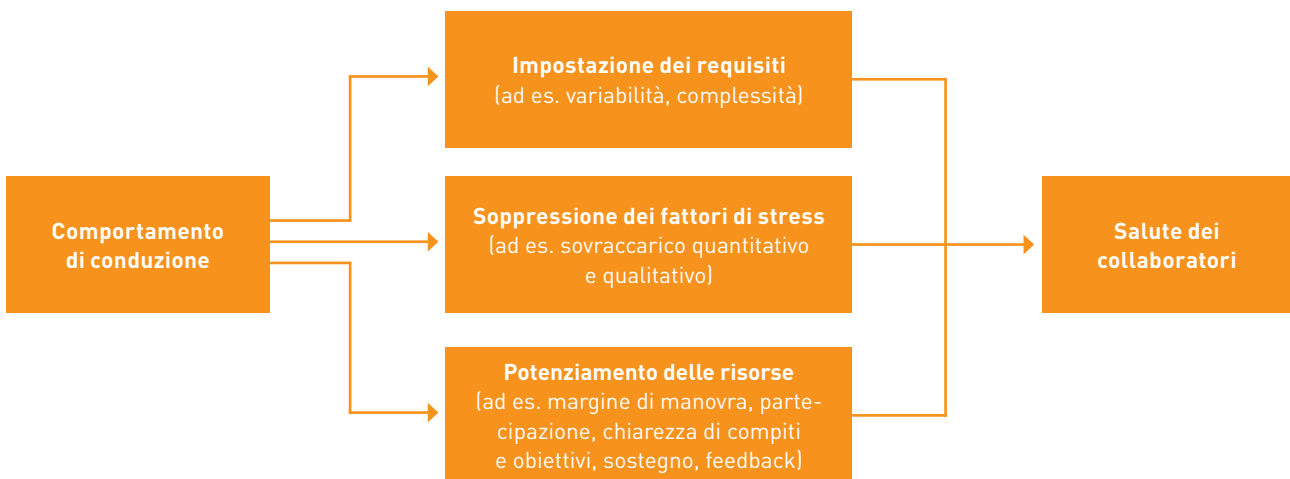 Impostazione dei requisiti
(ad es. variabilità, complessità)
Comportamento
di conduzione
Soppressione dei fattori di stress
(ad es. sovraccarico quantitativo
e qualitativo)
Salute dei
collaboratori
Potenziamento delle risorse
(ad es. margine di manovra, parte-
cipazione, chiarezza di compiti
e obiettivi, sostegno, feedback)